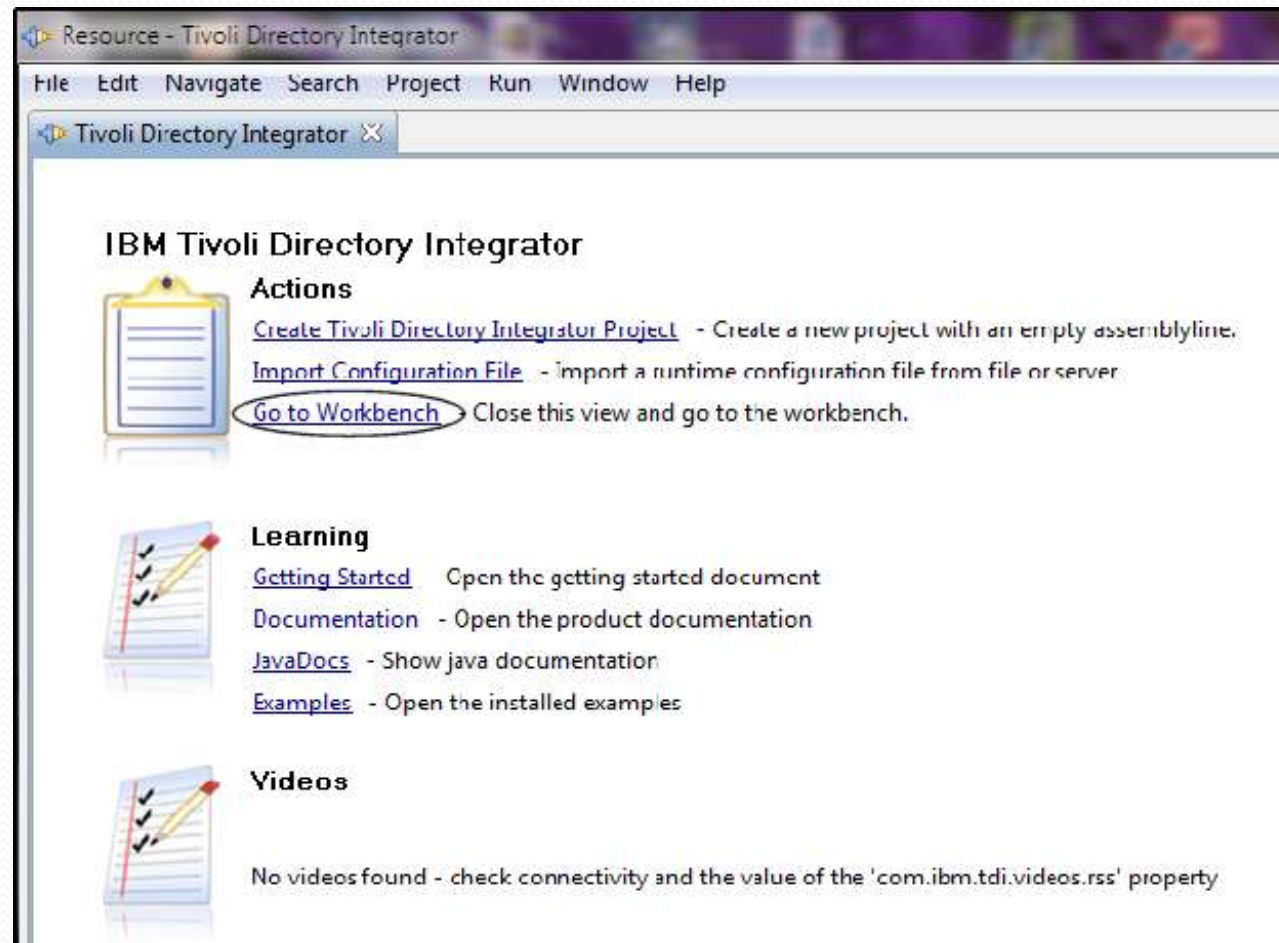 Resource - Tivoli Directory Integrator
File Edit Navigate Search Project Run Window Help
Tivoli Directory Integrator
IBM Tivoli Directory Integrator
Actions
Create Tivoli Directory Integrator Project - Create a new project with an empty assemblyline.
Import Configuration File - Import a runtime configuration file from file or server
Go to Workbench - Close this view and go to the workbench.
Learning
Getting Started Open the getting started document
Documentation - Open the product documentation
JavaDocs - Show java documentation
Examples - Open the installed examples
Videos
No videos found - check connectivity and the value of the 'com.ibm.tdi.videos.rss' property